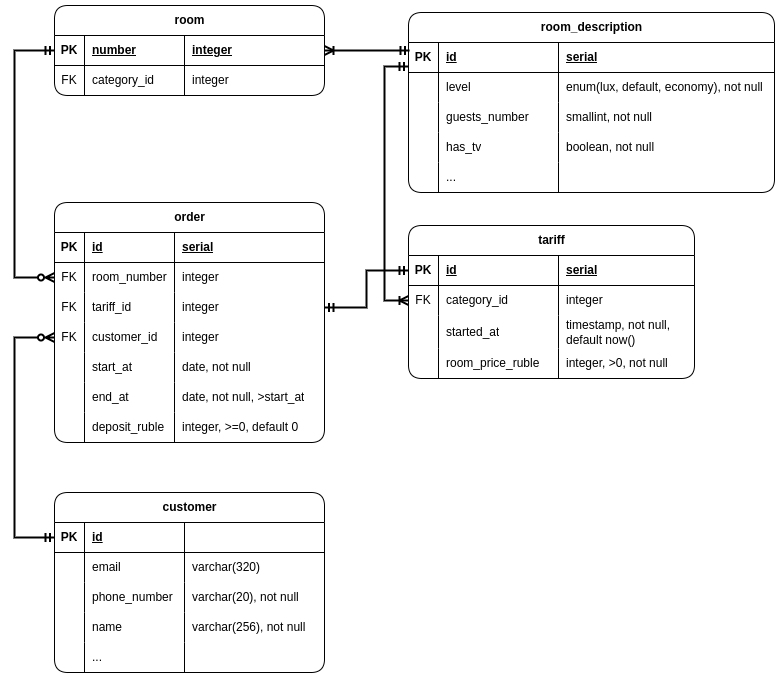 room
PK number integer
FK category_id integer
room_description
PK id serial
level enum(lux, default, economy), not null
guests_number smallint, not null
has_tv boolean, not null
...
order
PK id serial
FK room_number integer
FK tariff_id integer
FK customer_id integer
start_at date, not null
end_at date, not null, >start_at
deposit_ruble integer, >=0, default 0
tariff
PK id serial
FK category_id integer
started_at timestamp, not null,
default now()
room_price_ruble integer, >0, not null
customer
PK id
email varchar(320)
phone_number varchar(20), not null
name varchar(256), not null
...